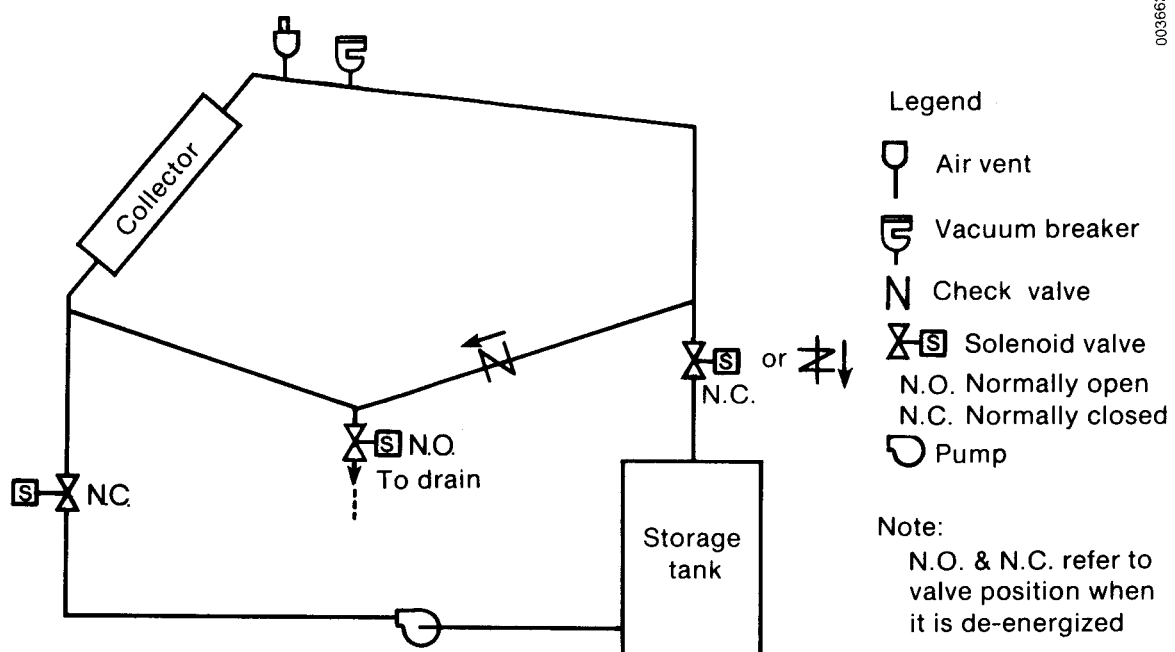 00366
Collector
Legend
Air vent
Vacuum breaker
Check valve
S Solenoid valve
N.O. Normally open
N.C. Normally closed
Pump
S or
N.C.
S N.O.
To drain
S N.C.
Storage
tank
Note:
N.O. & N.C. refer to
valve position when
it is de-energized